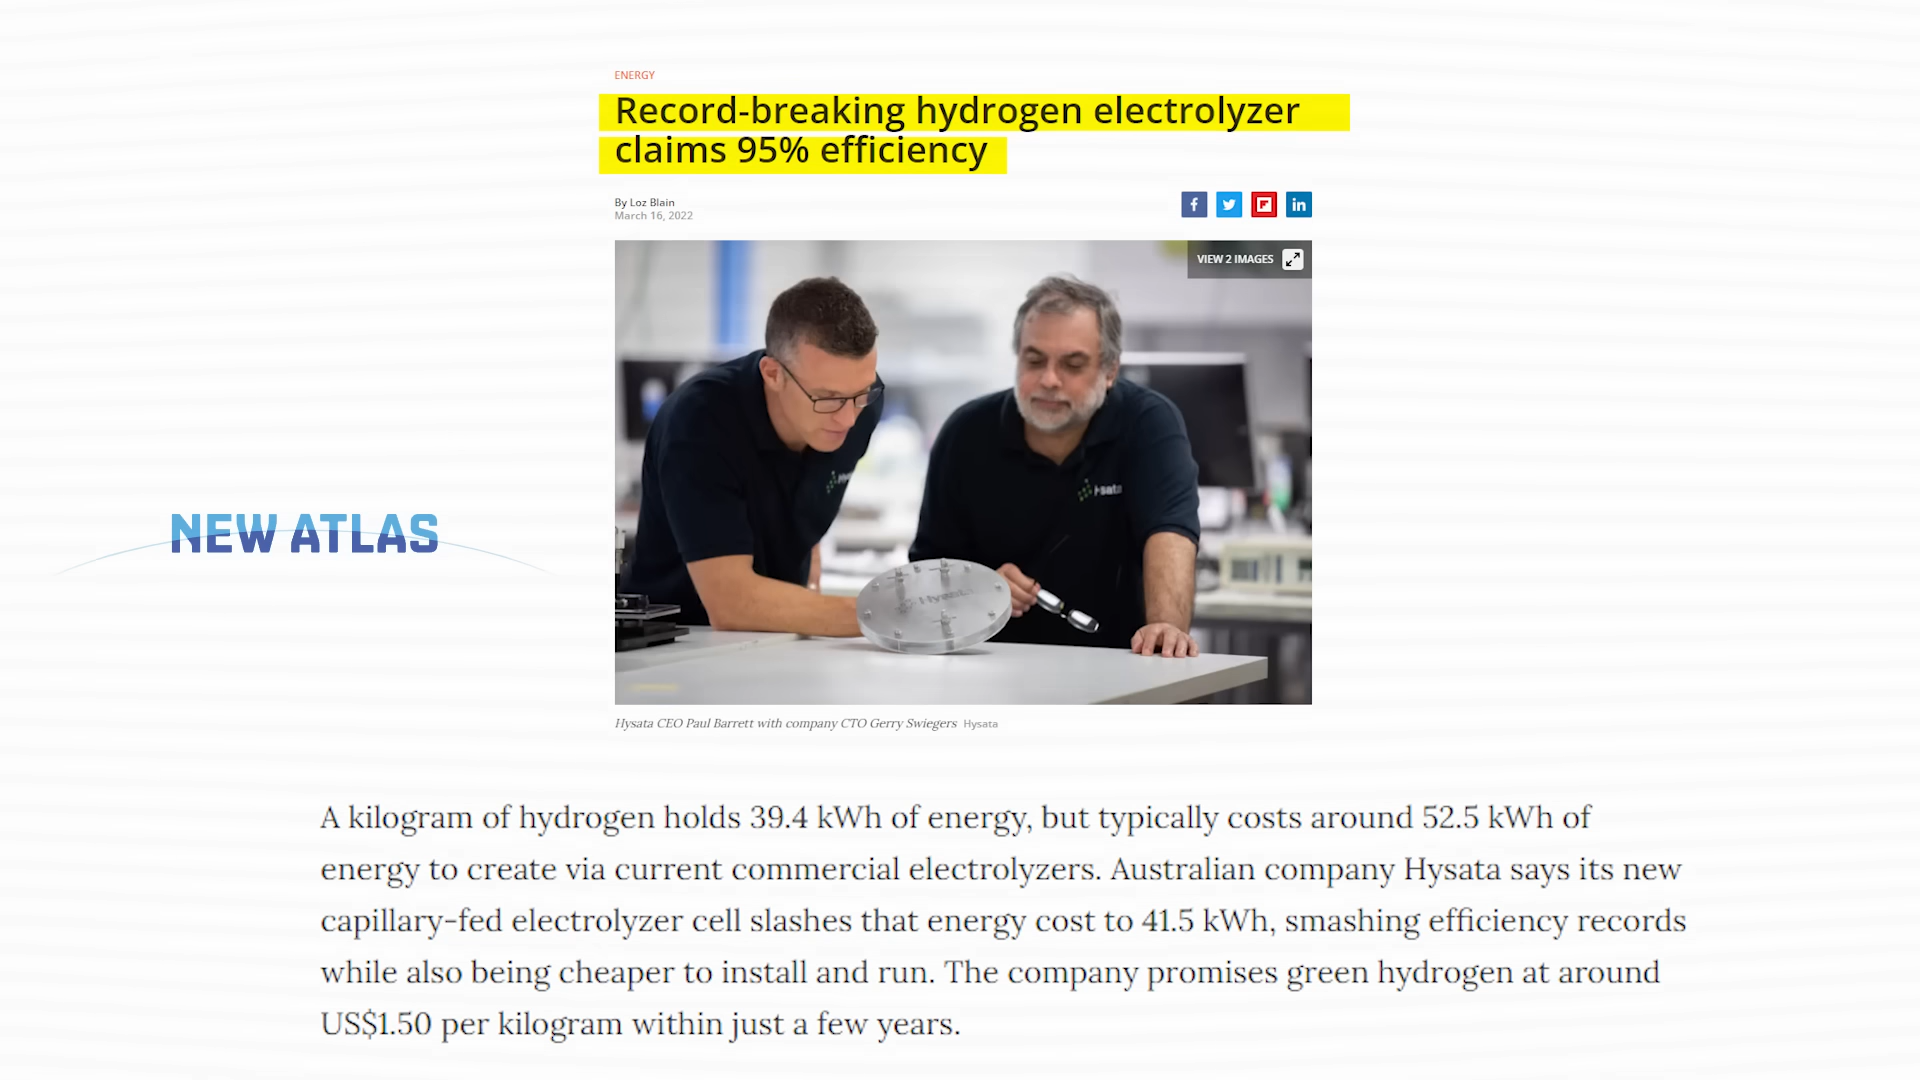 ENERGY
Record-breaking hydrogen electrolyzer
claims 95% efficiency
By Loz Blain
March 16, 2022
VIEW 2 IMAGES
Hysata
Hysata CEO Paul Barrett with company CTO Gerry Swiegers Hysata
NEW ATLAS
A kilogram of hydrogen holds 39.4 kWh of energy, but typically costs around 52.5 kWh of
energy to create via current commercial electrolyzers. Australian company Hysata says its new
capillary-fed electrolyzer cell slashes that energy cost to 41.5 kWh, smashing efficiency records
while also being cheaper to install and run. The company promises green hydrogen at around
US$1.50 per kilogram within just a few years.